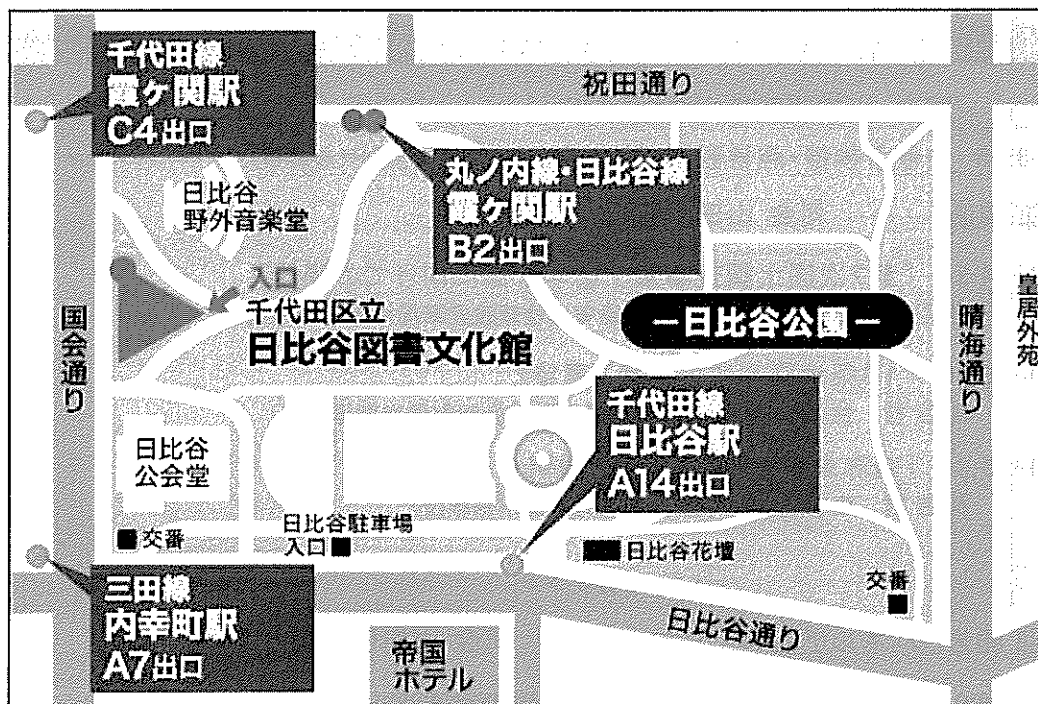 千代田線
霞ヶ関駅
C4出口
祝田通り
丸ノ内線・日比谷線
霞ヶ関駅
B2出口
日比谷
野外音楽堂
入口
千代田区立
日比谷図書文化館
－日比谷公園－
国会通り
晴海通り
皇居外苑
千代田線
日比谷駅
A14出口
日比谷
公会堂
交番
日比谷駐車場
入口
日比谷花壇
交番
三田線
内幸町駅
A7出口
日比谷通り
帝国
ホテル